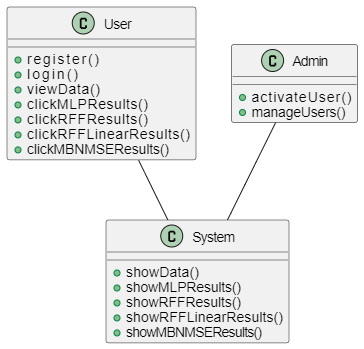 C User
register()
login()
viewData()
clickMLPResults()
clickRFFResults()
clickRFFLinearResults()
clickMBNMSEResults()
C Admin
activateUser()
manageUsers()
C System
showData()
showMLPResults()
showRFFResults()
showRFFLinearResults()
showMBNMSEResults()